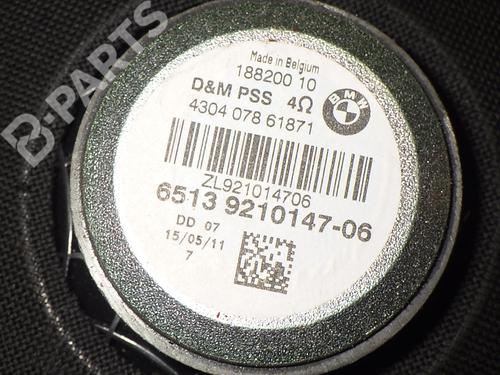 B-PARTS
Made in Belgium
188200 10
D&M PSS 4Ω
BMW
4304 078 61871
ZL921014706
6513 9210147-06
DD 07
15/05/11
7